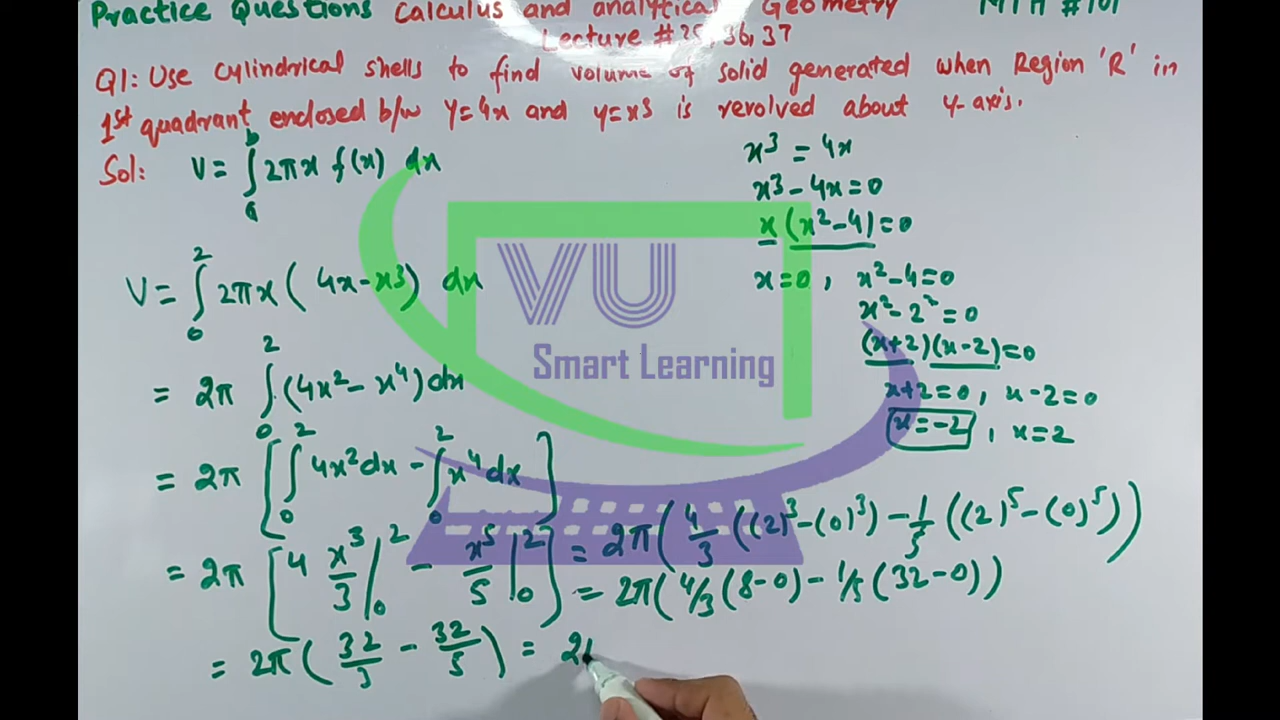 Practice Questions Calculus and analytical Geometry MTH #101
Lecture #35, 36, 37
Q1: Use cylindrical shells to find volume of solid generated when Region 'R' in
1st quadrant enclosed b/w y=4x and y=x³ is revolved about y-axis.
Sol: V = ∫ₐᵇ 2πx f(x) dx
V = ∫₀² 2πx (4x-x³) dx
= 2π ∫₀² (4x² - x⁴) dx
= 2π [∫₀² 4x² dx - ∫₀² x⁴ dx]
= 2π [4 x³/3 |₀² - x⁵/5 |₀²] = 2π (4/3 ((2)³-(0)³) - 1/5 ((2)⁵-(0)⁵))
= 2π (4/3 (8-0) - 1/5 (32-0))
= 2π (32/3 - 32/5) = 2
x³ = 4x
x³ - 4x = 0
x (x² - 4) = 0
x = 0, x² - 4 = 0
x² - 2² = 0
(x+2)(x-2) = 0
x+2 = 0, x-2 = 0
x = -2, x = 2
VU
Smart Learning